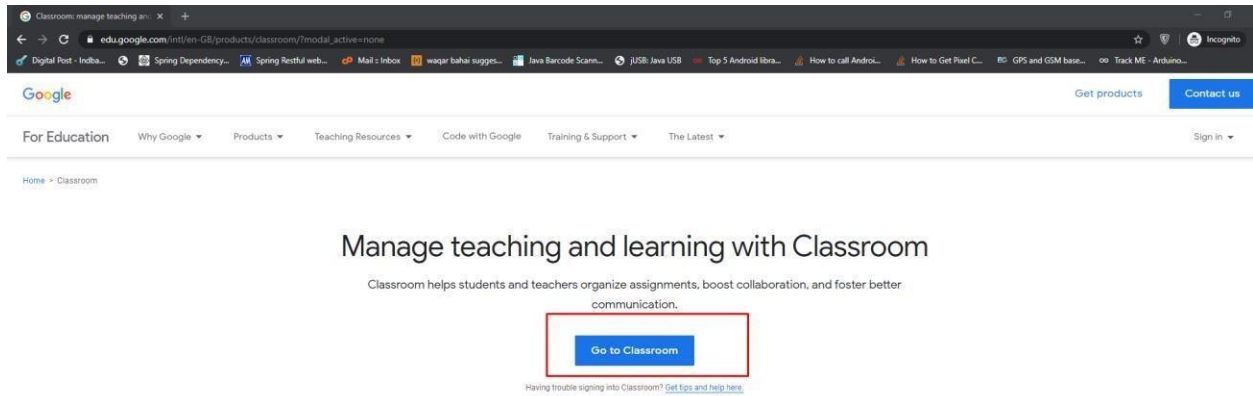 Classroom: manage teaching an
edu.google.com/intl/en-GB/products/classroom/?modal_active=none
Incognito
Digital Post - Indba... Spring Dependency... Spring Restful web... Mail :: Inbox waqar bahai sugges... Java Barcode Scann... jUSB: Java USB Top 5 Android libra... How to call Androi... How to Get Pixel C... GPS and GSM base... Track ME - Arduino...
Google
Get products
Contact us
For Education Why Google Products Teaching Resources Code with Google Training & Support The Latest Sign in
Home > Classroom
Manage teaching and learning with Classroom
Classroom helps students and teachers organize assignments, boost collaboration, and foster better
communication.
Go to Classroom
Having trouble signing into Classroom? Get tips and help here.